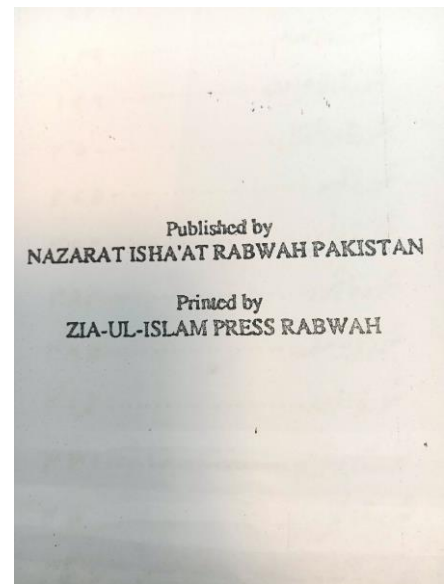 Published by
NAZARAT ISHA'AT RABWAH PAKISTAN
Printed by
ZIA-UL-ISLAM PRESS RABWAH